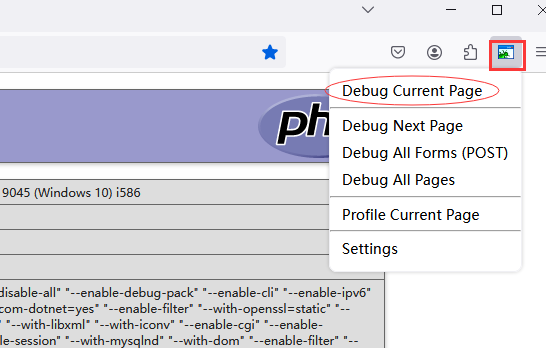 Debug Current Page
Debug Next Page
Debug All Forms (POST)
Debug All Pages
Profile Current Page
Settings
ph
9045 (Windows 10) i586
disable-all" "--enable-debug-pack" "--enable-cli" "--enable-ipv6"
com-dotnet=yes" "--enable-filter" "--with-openssl=static" "--
"--with-libxml" "--with-iconv" "--enable-cgi" "--enable-
le-session" "--with-mysqlnd" "--with-dom" "--enable-filter" "--